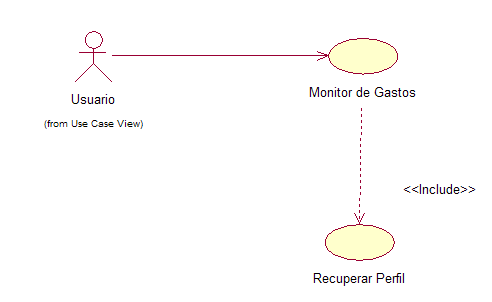 Usuario
(from Use Case View)
Monitor de Gastos
<<Include>>
Recuperar Perfil